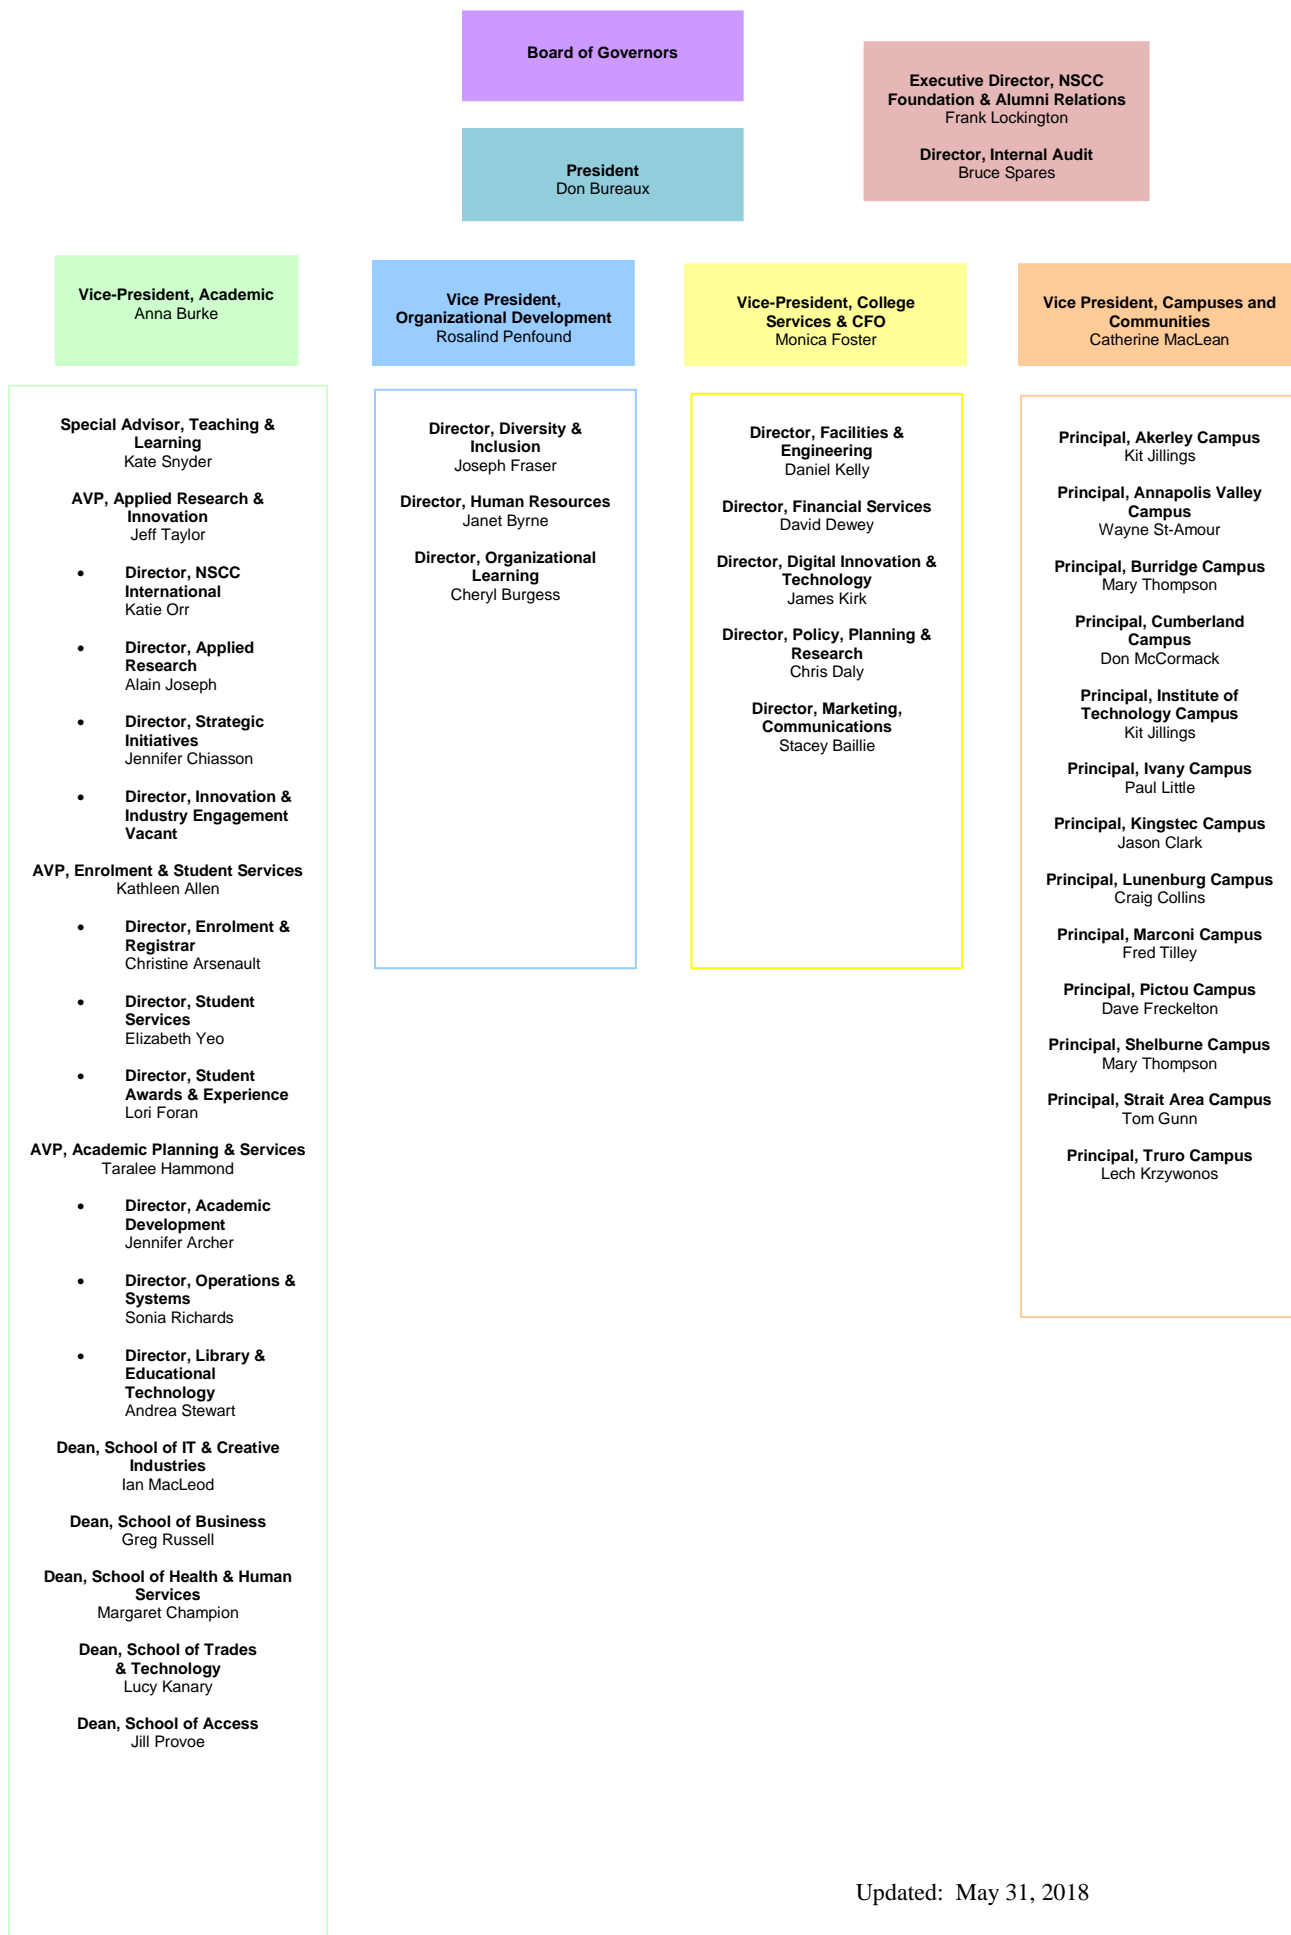 Board of Governors
Executive Director, NSCC
Foundation & Alumni Relations
Frank Lockington
Director, Internal Audit
Bruce Spares
President
Don Bureaux
Vice-President, Academic
Anna Burke
Vice President,
Organizational Development
Rosalind Penfound
Vice-President, College
Services & CFO
Monica Foster
Vice President, Campuses and
Communities
Catherine MacLean
Special Advisor, Teaching &
Learning
Kate Snyder
AVP, Applied Research &
Innovation
Jeff Taylor
• Director, NSCC
International
Katie Orr
• Director, Applied
Research
Alain Joseph
• Director, Strategic
Initiatives
Jennifer Chiasson
• Director, Innovation &
Industry Engagement
Vacant
AVP, Enrolment & Student Services
Kathleen Allen
• Director, Enrolment &
Registrar
Christine Arsenault
• Director, Student
Services
Elizabeth Yeo
• Director, Student
Awards & Experience
Lori Foran
AVP, Academic Planning & Services
Taralee Hammond
• Director, Academic
Development
Jennifer Archer
• Director, Operations &
Systems
Sonia Richards
• Director, Library &
Educational
Technology
Andrea Stewart
Dean, School of IT & Creative
Industries
Ian MacLeod
Dean, School of Business
Greg Russell
Dean, School of Health & Human
Services
Margaret Champion
Dean, School of Trades
& Technology
Lucy Kanary
Dean, School of Access
Jill Provoe
Director, Diversity &
Inclusion
Joseph Fraser
Director, Human Resources
Janet Byrne
Director, Organizational
Learning
Cheryl Burgess
Director, Facilities &
Engineering
Daniel Kelly
Director, Financial Services
David Dewey
Director, Digital Innovation &
Technology
James Kirk
Director, Policy, Planning &
Research
Chris Daly
Director, Marketing,
Communications
Stacey Baillie
Principal, Akerley Campus
Kit Jillings
Principal, Annapolis Valley
Campus
Wayne St-Amour
Principal, Burridge Campus
Mary Thompson
Principal, Cumberland
Campus
Don McCormack
Principal, Institute of
Technology Campus
Kit Jillings
Principal, Ivany Campus
Paul Little
Principal, Kingstec Campus
Jason Clark
Principal, Lunenburg Campus
Craig Collins
Principal, Marconi Campus
Fred Tilley
Principal, Pictou Campus
Dave Freckelton
Principal, Shelburne Campus
Mary Thompson
Principal, Strait Area Campus
Tom Gunn
Principal, Truro Campus
Lech Krzywonos
Updated: May 31, 2018